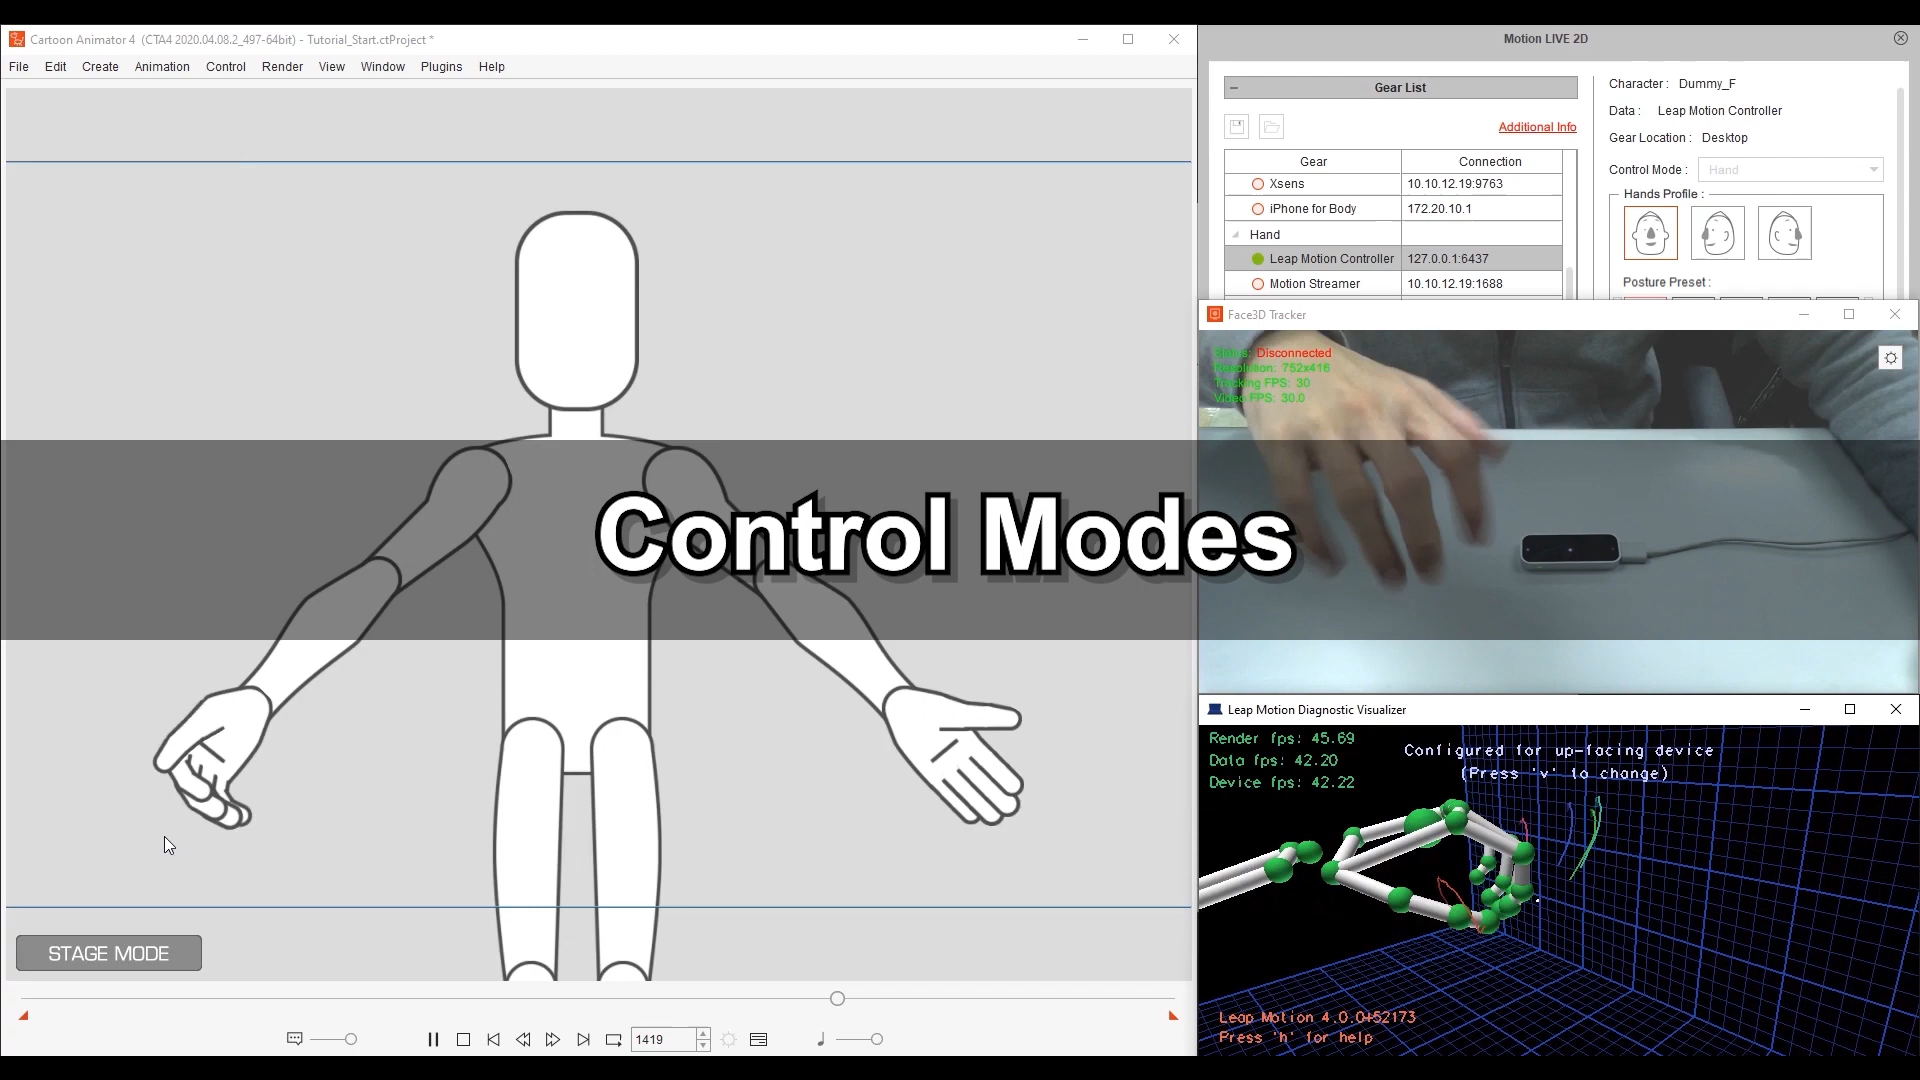 Cartoon Animator 4 (CTA4 2020.04.08.2_497-64bit) - Tutorial_Start.ctProject *
File Edit Create Animation Control Render View Window Plugins Help
STAGE MODE
1419
Control Modes
Motion LIVE 2D
Gear List
Additional Info
Gear Connection
Xsens 10.10.12.19:9763
iPhone for Body 172.20.10.1
Hand
Leap Motion Controller 127.0.0.1:6437
Motion Streamer 10.10.12.19:1688
Character : Dummy_F
Data : Leap Motion Controller
Gear Location : Desktop
Control Mode : Hand
Hands Profile :
Posture Preset :
Face3D Tracker
Status: Disconnected
Resolution: 752x416
Tracking FPS: 30
Video FPS: 30.0
Leap Motion Diagnostic Visualizer
Render fps: 45.69
Data fps: 42.20
Device fps: 42.22
Configured for up-facing device
(Press 'v' to change)
Leap Motion 4.0.0+52173
Press 'h' for help